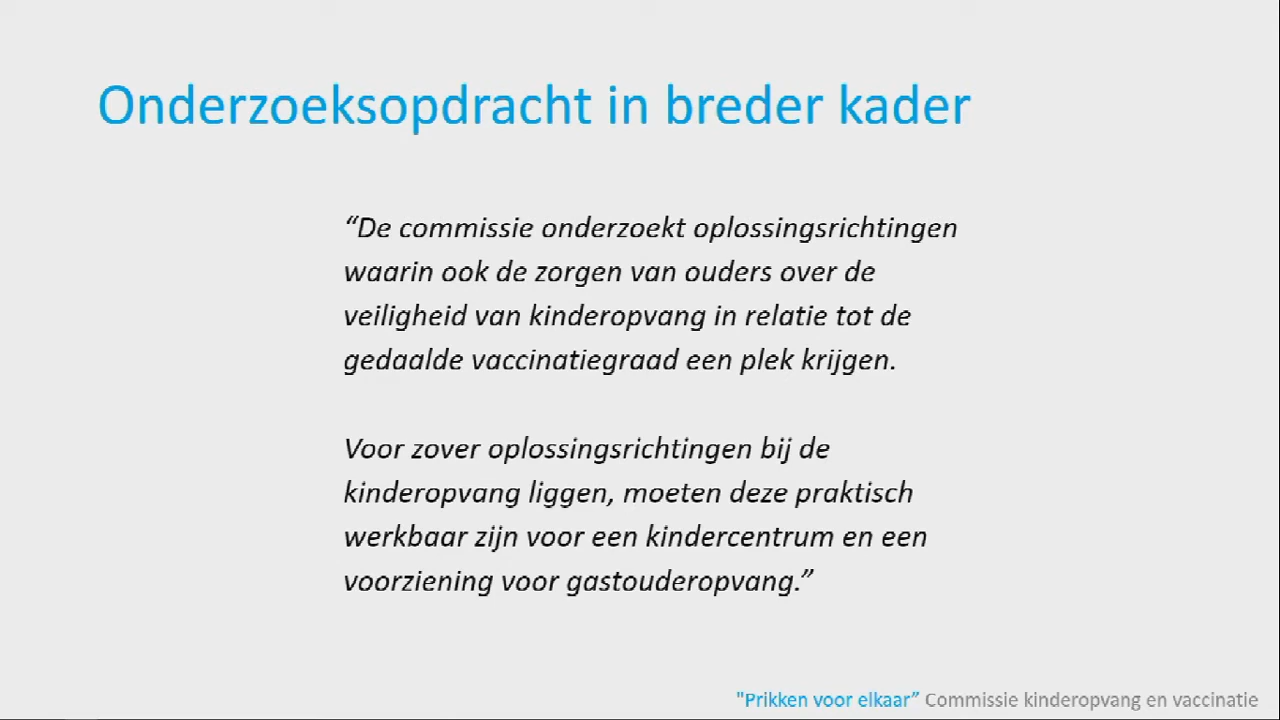 Onderzoeksopdracht in breder kader
“De commissie onderzoekt oplossingsrichtingen
waarin ook de zorgen van ouders over de
veiligheid van kinderopvang in relatie tot de
gedaalde vaccinatiegraad een plek krijgen.
Voor zover oplossingsrichtingen bij de
kinderopvang liggen, moeten deze praktisch
werkbaar zijn voor een kindercentrum en een
voorziening voor gastouderopvang.”
"Prikken voor elkaar” Commissie kinderopvang en vaccinatie